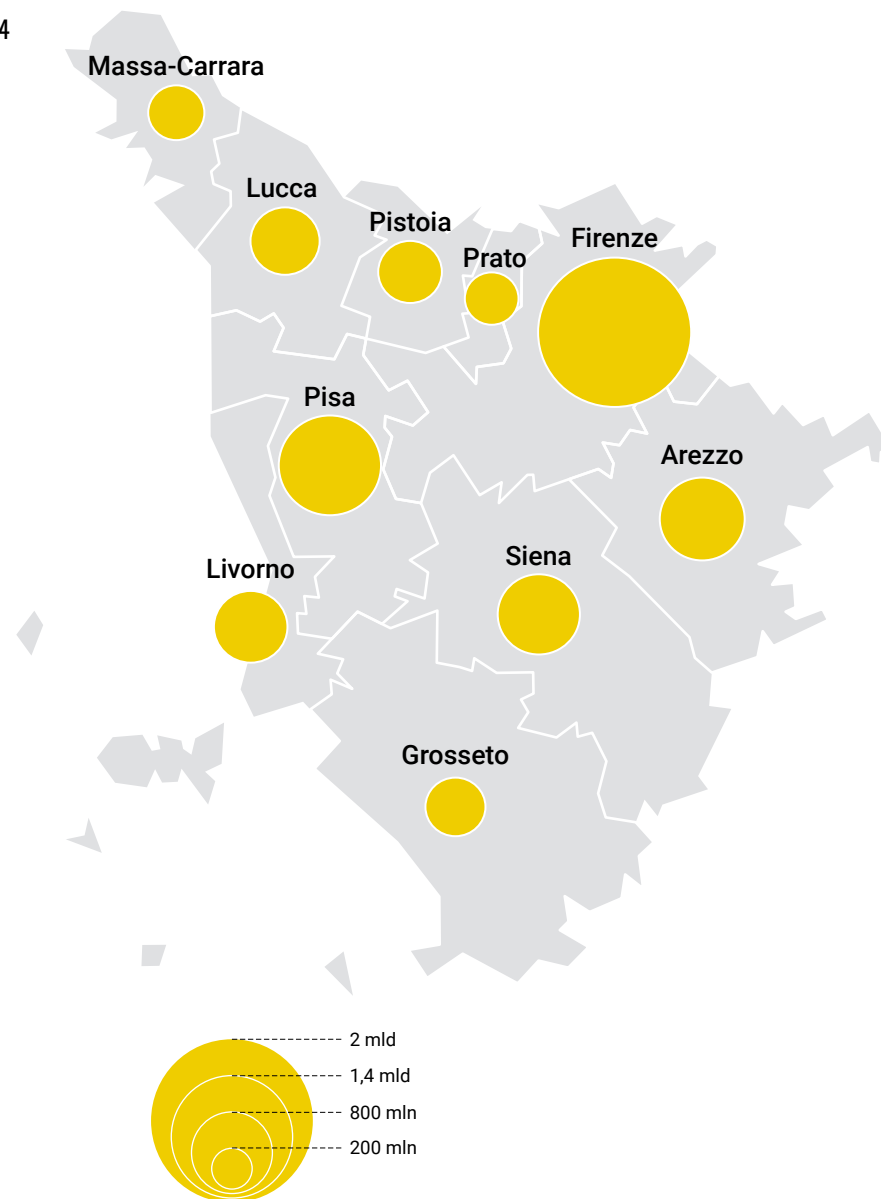 4
Massa-Carrara
Lucca
Pistoia
Prato
Firenze
Pisa
Arezzo
Livorno
Siena
Grosseto
2 mld
1,4 mld
800 mln
200 mln